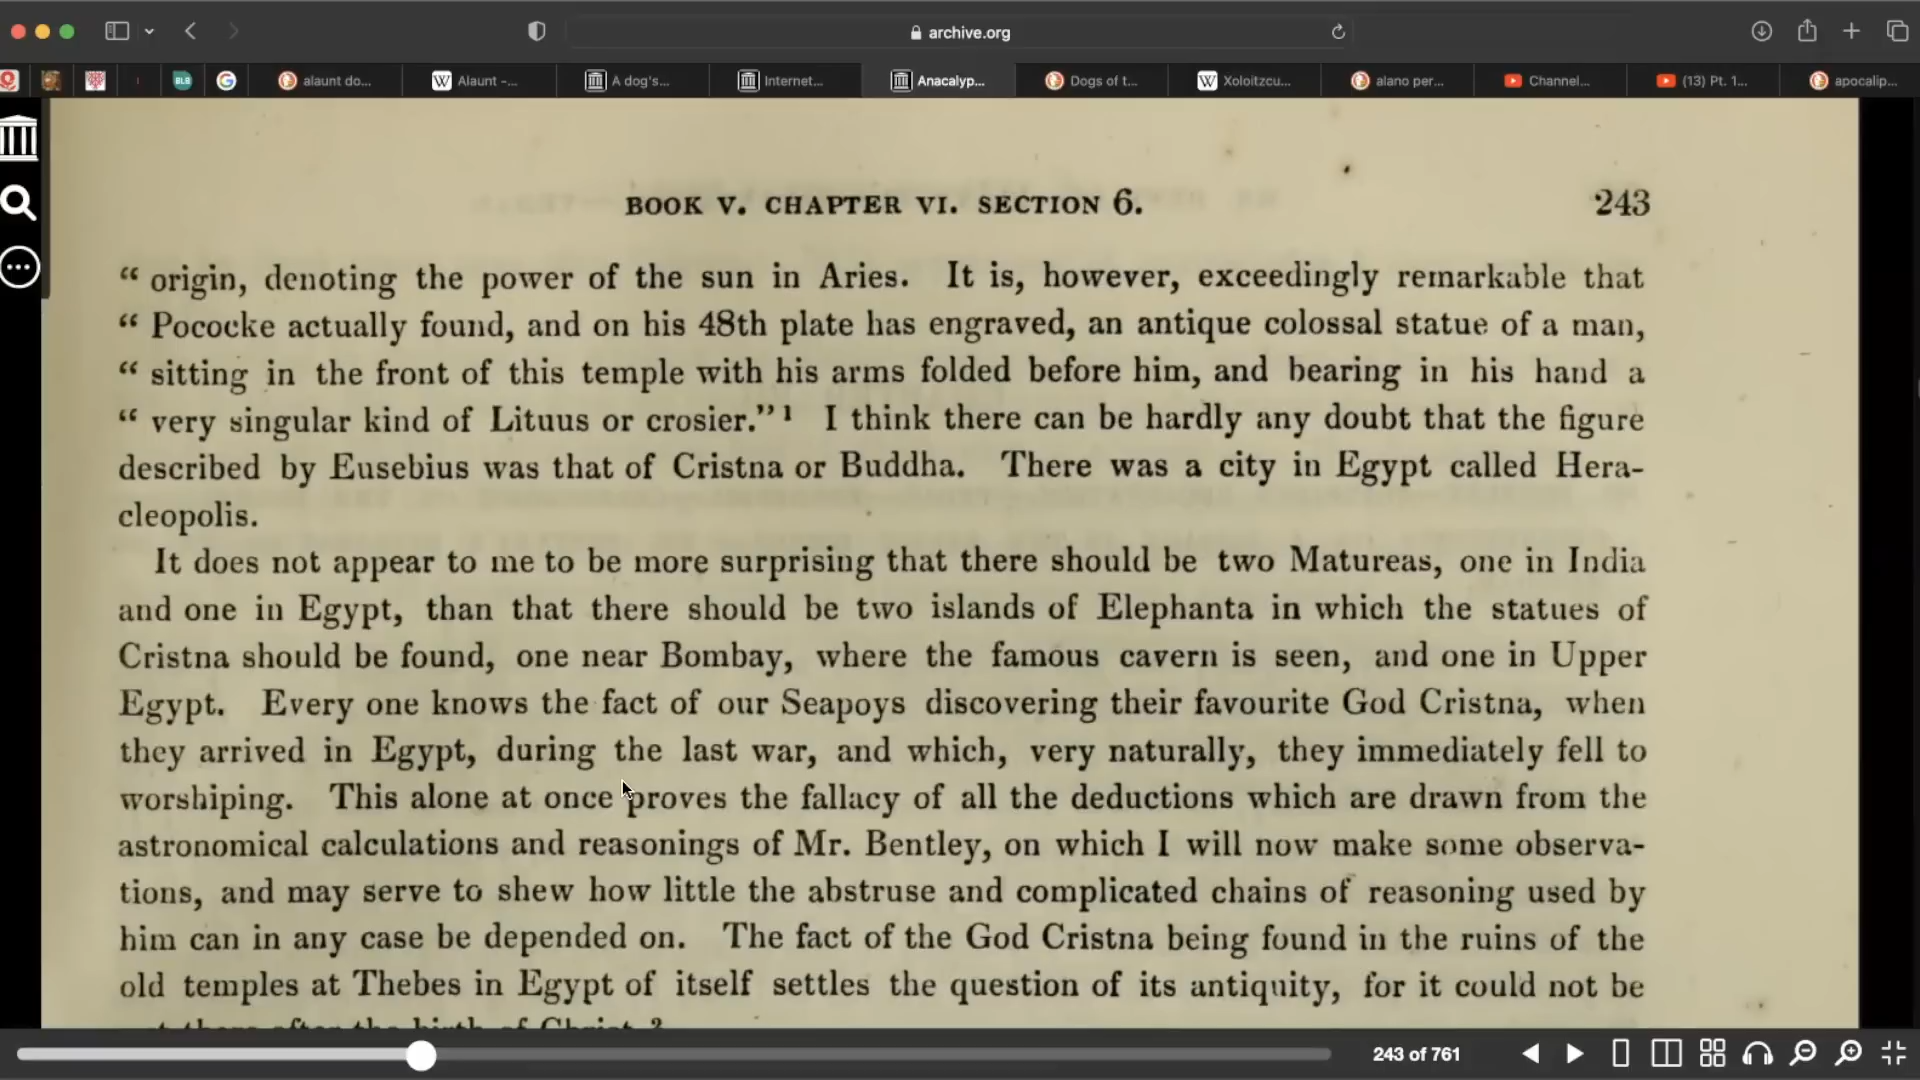 archive.org
alaunt do...
Alaunt -...
A dog's...
Internet...
Anacalyp...
Dogs of t...
Xoloitzcu...
alano per...
Channel...
(13) Pt. 1...
apocalip...
BLB
BOOK V. CHAPTER VI. SECTION 6. 243
“ origin, denoting the power of the sun in Aries. It is, however, exceedingly remarkable that
“ Pococke actually found, and on his 48th plate has engraved, an antique colossal statue of a man,
“ sitting in the front of this temple with his arms folded before him, and bearing in his hand a
“ very singular kind of Lituus or crosier.” 1 I think there can be hardly any doubt that the figure
described by Eusebius was that of Cristna or Buddha. There was a city in Egypt called Hera-
cleopolis.
It does not appear to me to be more surprising that there should be two Matureas, one in India
and one in Egypt, than that there should be two islands of Elephanta in which the statues of
Cristna should be found, one near Bombay, where the famous cavern is seen, and one in Upper
Egypt. Every one knows the fact of our Seapoys discovering their favourite God Cristna, when
they arrived in Egypt, during the last war, and which, very naturally, they immediately fell to
worshiping. This alone at once proves the fallacy of all the deductions which are drawn from the
astronomical calculations and reasonings of Mr. Bentley, on which I will now make some observa-
tions, and may serve to shew how little the abstruse and complicated chains of reasoning used by
him can in any case be depended on. The fact of the God Cristna being found in the ruins of the
old temples at Thebes in Egypt of itself settles the question of its antiquity, for it could not be
there after the birth of Christ.
243 of 761